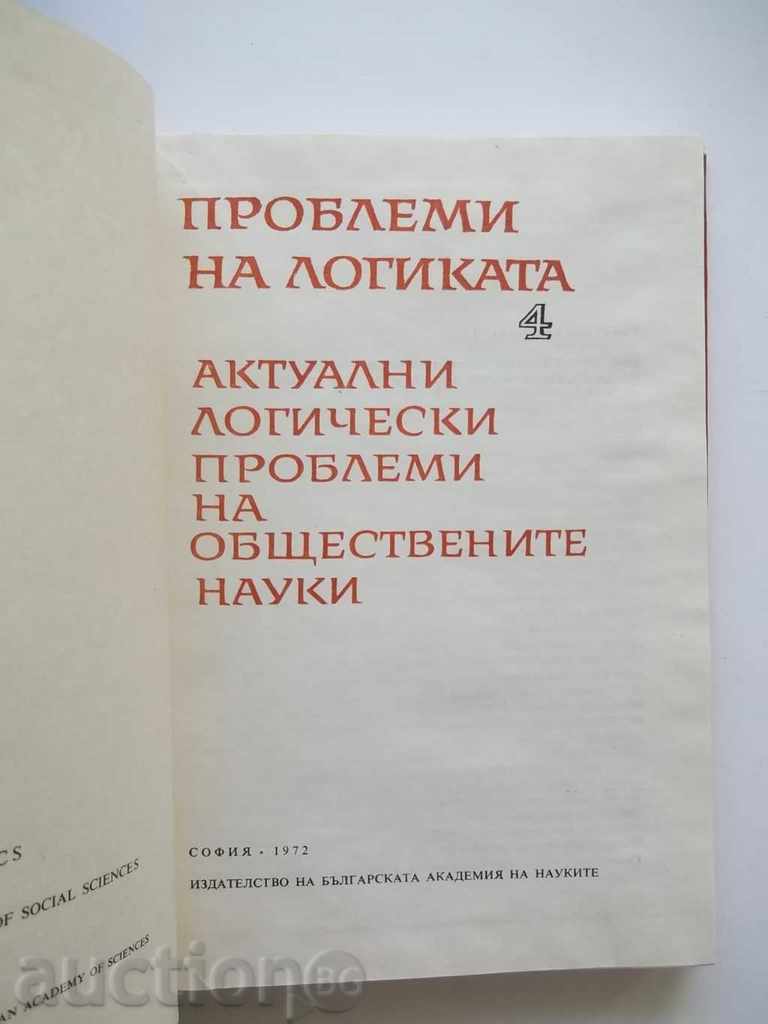 ПРОБЛЕМИ
НА ЛОГИКАТА
4
АКТУАЛНИ
ЛОГИЧЕСКИ
ПРОБЛЕМИ
НА
ОБЩЕСТВЕНИТЕ
НАУКИ
СОФИЯ • 1972
ИЗДАТЕЛСТВО НА БЪЛГАРСКАТА АКАДЕМИЯ НА НАУКИТЕ
OF SOCIAL SCIENCES
ACADEMY OF SCIENCES
auction BG